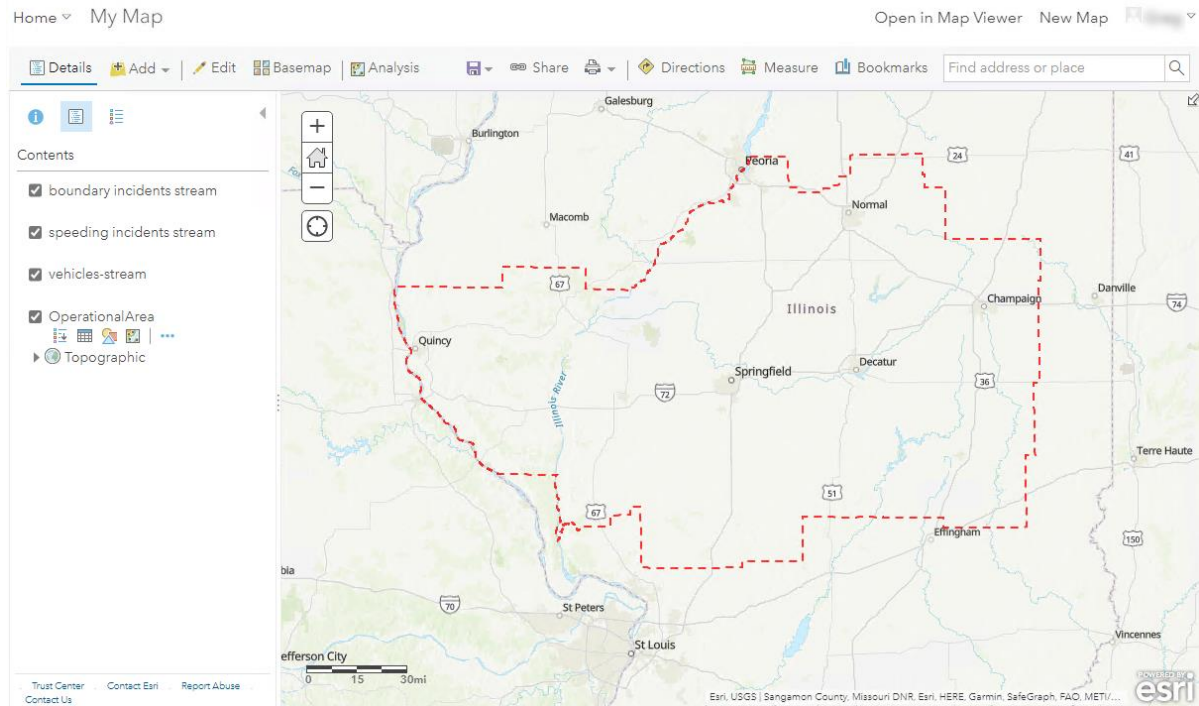 Home My Map Open in Map Viewer New Map
Details Add Edit Basemap Analysis Share Directions Measure Bookmarks Find address or place
Contents
boundary incidents stream
speeding incidents stream
vehicles-stream
OperationalArea
Topographic
Trust Center Contact Esri Report Abuse
Contact Us
Galesburg
Burlington
Peoria
24
41
Macomb
Normal
67
Illinois
Champaign
Danville
74
Quincy
Springfield
Decatur
72
36
Illinois River
Terre Haute
67
51
Effingham
150
bia
70
St Peters
St Louis
Vincennes
efferson City
0 15 30mi
Esri, USGS | Sangamon County, Missouri DNR, Esri, HERE, Garmin, SafeGraph, FAO, METI/...
POWERED BY
esri